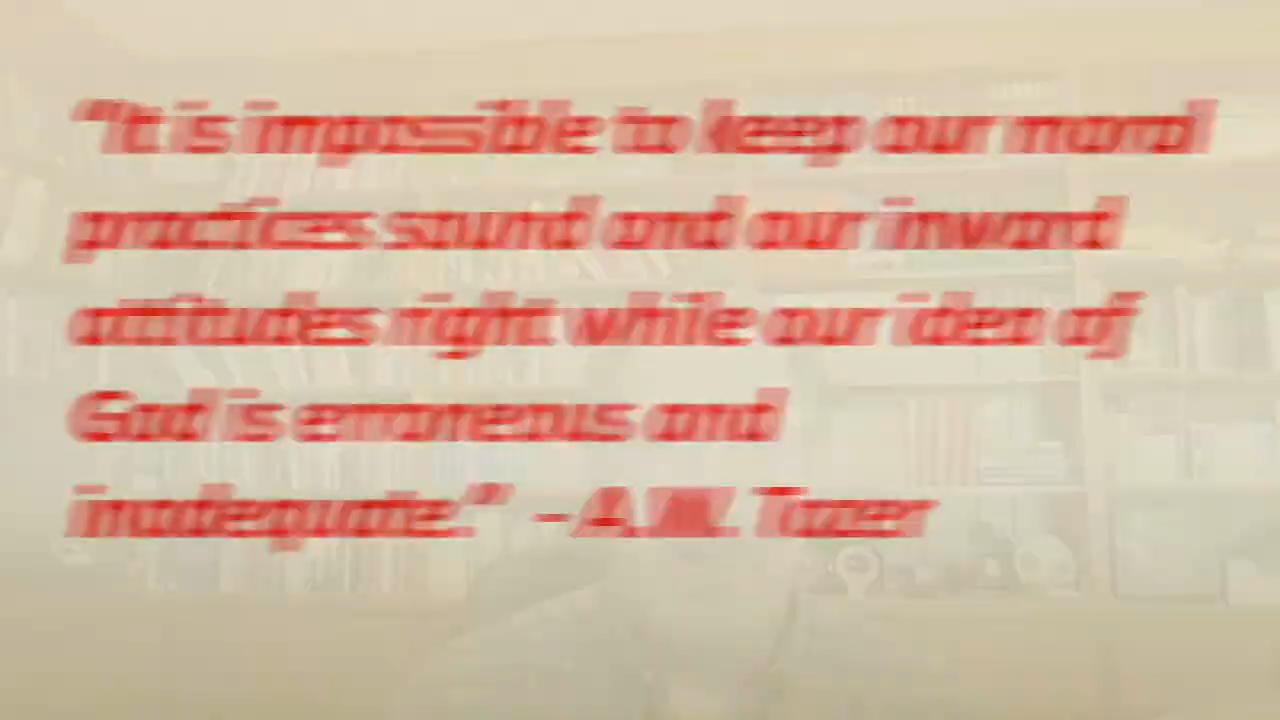 “It is impossible to keep our moral
practices sound and our inward
attitudes right while our idea of
God is erroneous and
inadequate.” - A.W. Tozer